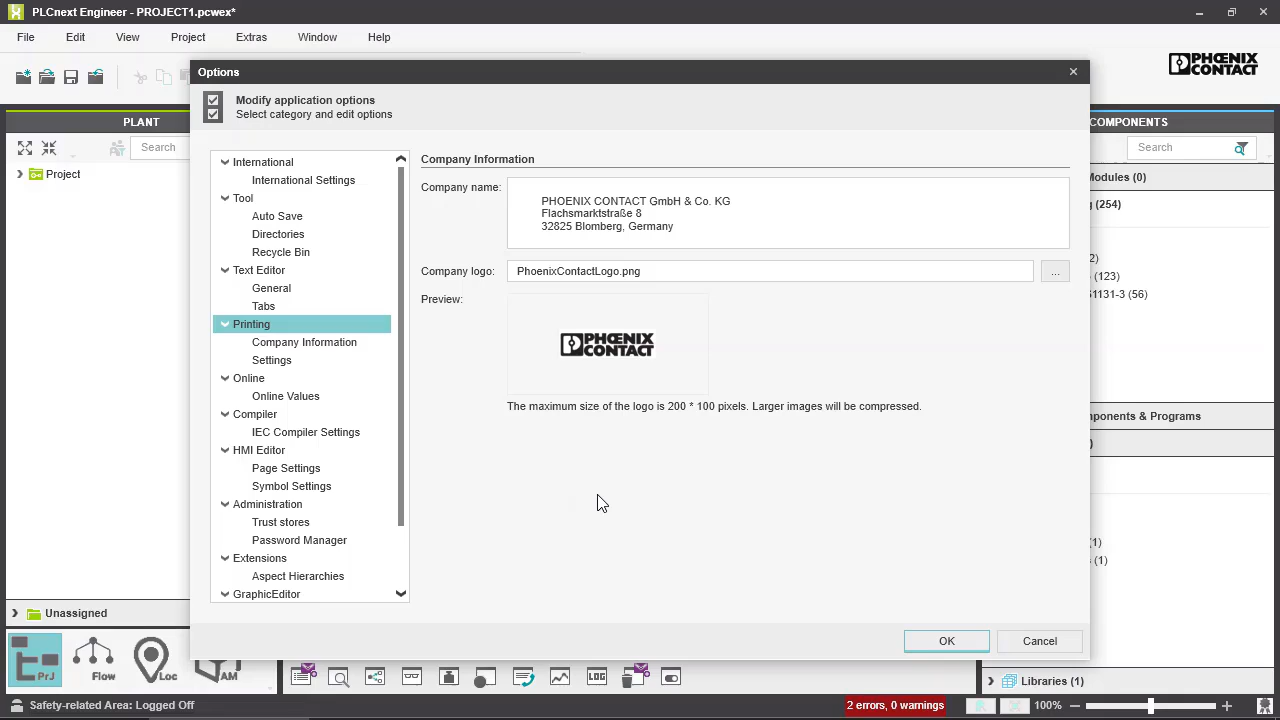 PLCnext Engineer - PROJECT1.pcwex*
File Edit View Project Extras Window Help
PHOENIX
CONTACT
Options
Modify application options
Select category and edit options
PLANT
COMPONENTS
Search
Search
Project
Modules (0)
(254)
2)
(123)
61131-3 (56)
mponents & Programs
)
(1)
(1)
International
International Settings
Tool
Auto Save
Directories
Recycle Bin
Text Editor
General
Tabs
Printing
Company Information
Settings
Online
Online Values
Compiler
IEC Compiler Settings
HMI Editor
Page Settings
Symbol Settings
Administration
Trust stores
Password Manager
Extensions
Aspect Hierarchies
GraphicEditor
Company Information
Company name:
PHOENIX CONTACT GmbH & Co. KG
Flachsmarktstraße 8
32825 Blomberg, Germany
Company logo: PhoenixContactLogo.png ...
Preview:
PHOENIX
CONTACT
The maximum size of the logo is 200 * 100 pixels. Larger images will be compressed.
OK Cancel
Unassigned
PrJ Flow Loc AM
LOG
Libraries (1)
Safety-related Area: Logged Off
2 errors, 0 warnings
100%